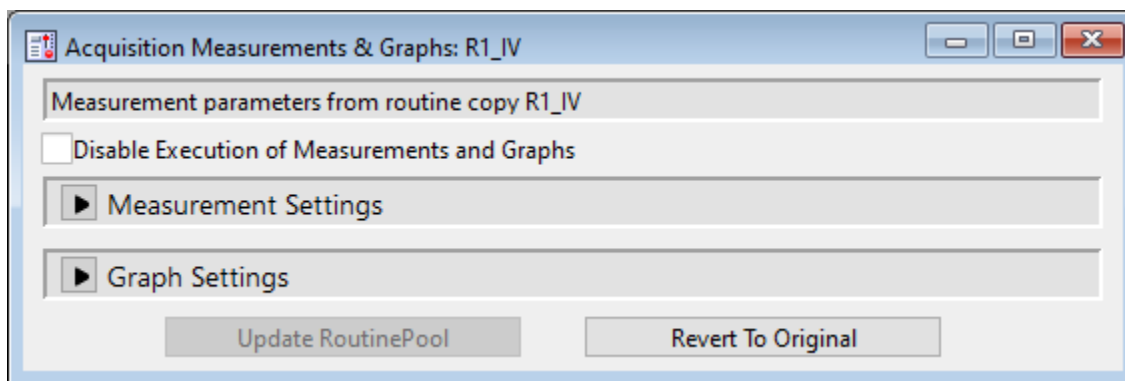 Acquisition Measurements & Graphs: R1_IV
Measurement parameters from routine copy R1_IV
Disable Execution of Measurements and Graphs
Measurement Settings
Graph Settings
Update RoutinePool Revert To Original